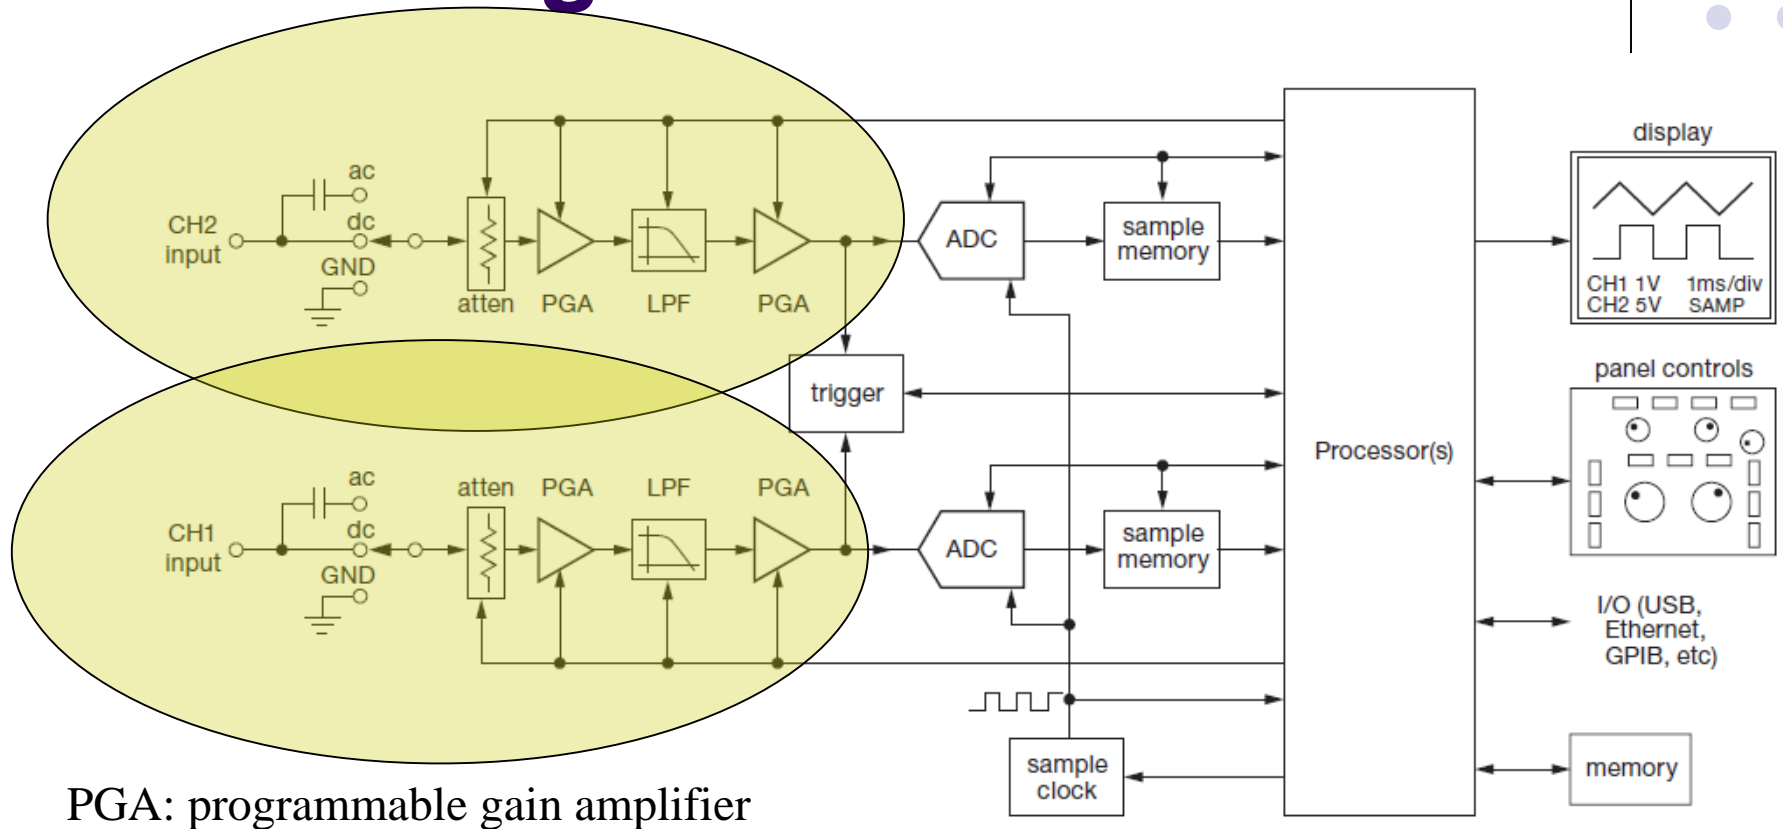 g
display
ac
CH2
input
dc
GND
atten
PGA
LPF
PGA
ADC
sample
memory
CH1 1V 1ms/div
CH2 5V SAMP
trigger
Processor(s)
panel controls
ac
CH1
input
dc
GND
atten
PGA
LPF
PGA
ADC
sample
memory
I/O (USB,
Ethernet,
GPIB, etc)
sample
clock
memory
PGA: programmable gain amplifier